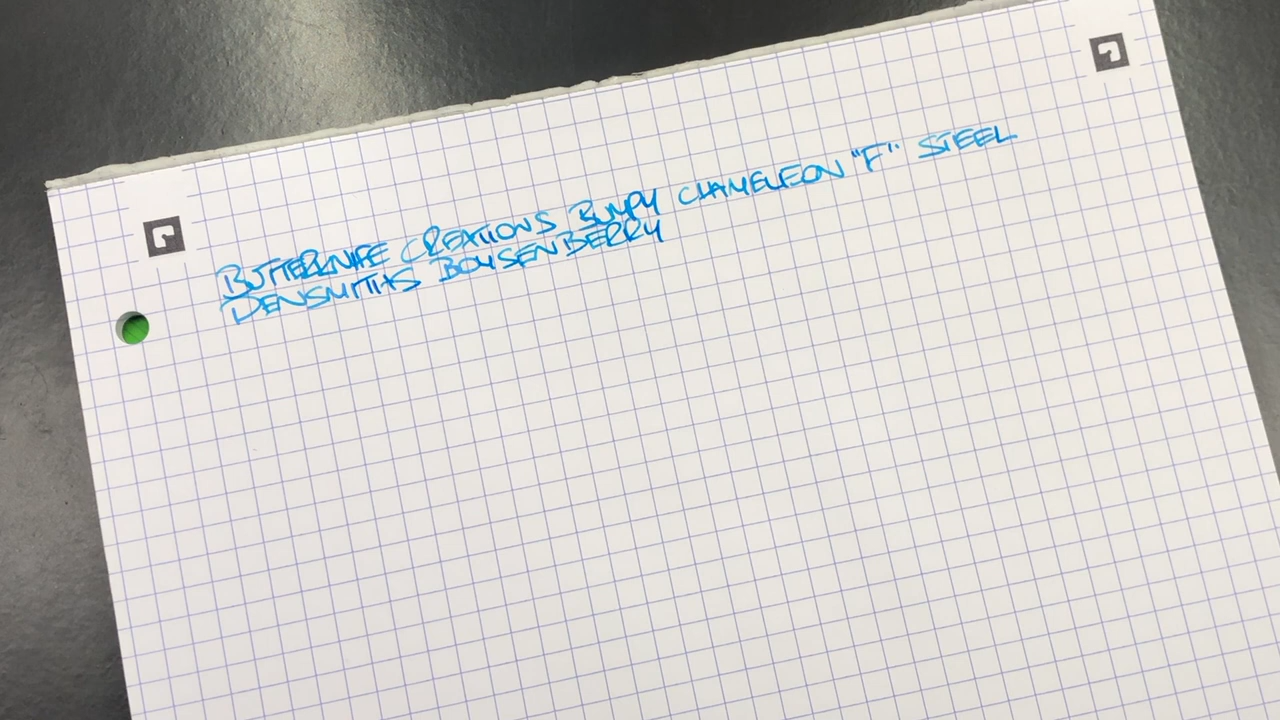 BUTTERKNIFE CREATIONS BUMPY CHAMELEON "F" STEEL
PENSMITHS BOYSENBERRY